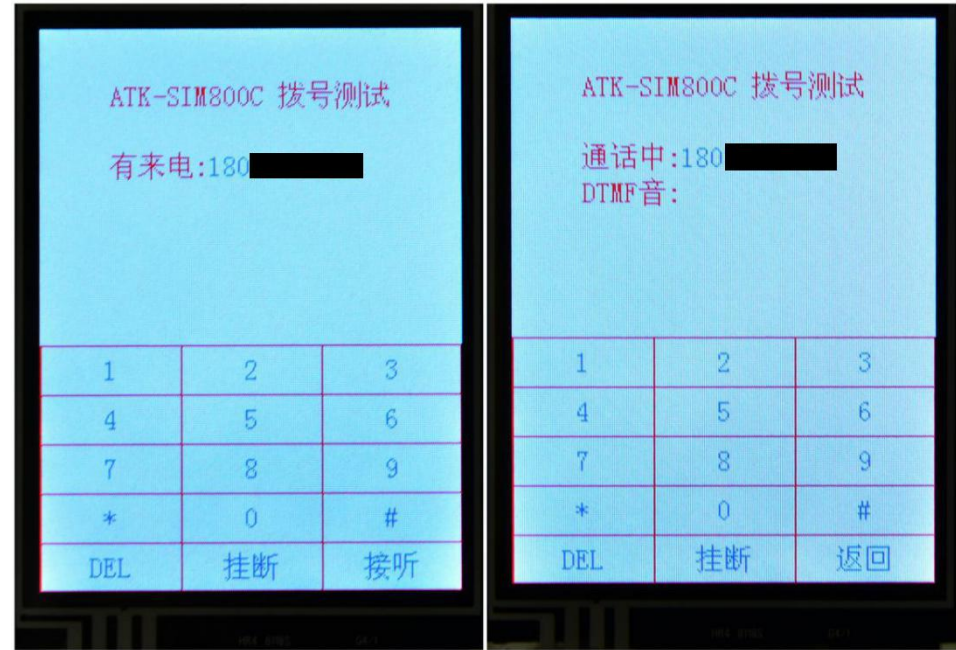 ATK-SIM800C 拨号测试
有来电:180
1 2 3
4 5 6
7 8 9
* 0 #
DEL 挂断 接听
ATK-SIM800C 拨号测试
通话中:180
DTMF音:
1 2 3
4 5 6
7 8 9
* 0 #
DEL 挂断 返回